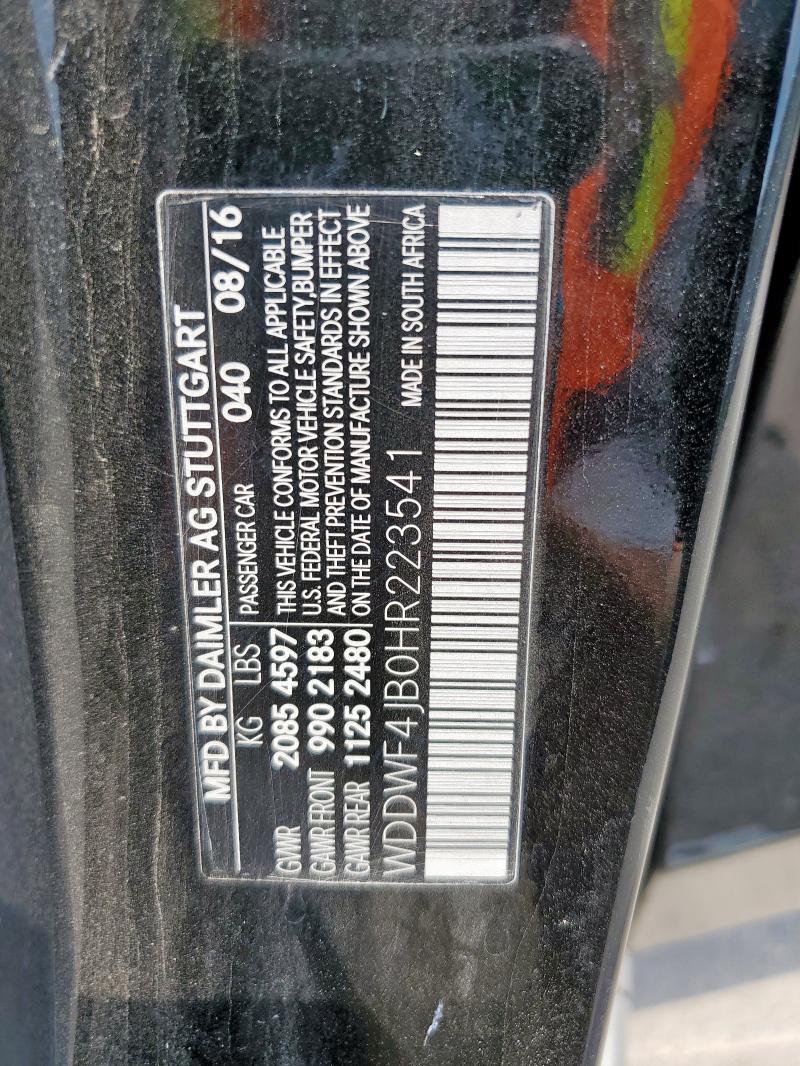 MFD BY DAIMLER AG STUTTGART
KG LBS PASSENGER CAR 040 08/16
GVWR 2085 4597 THIS VEHICLE CONFORMS TO ALL APPLICABLE
GAWR FRONT 990 2183 U.S. FEDERAL MOTOR VEHICLE SAFETY,BUMPER
GAWR REAR 1125 2480 AND THEFT PREVENTION STANDARDS IN EFFECT
ON THE DATE OF MANUFACTURE SHOWN ABOVE
WDDWF4JB0HR223541 MADE IN SOUTH AFRICA